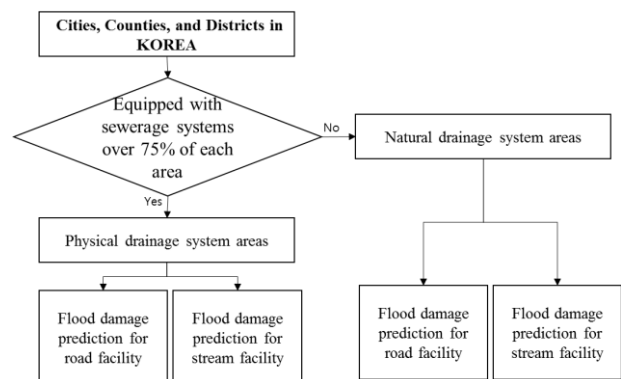 Cities, Counties, and Districts in
KOREA
Equipped with
sewerage systems
over 75% of each
area
No
Natural drainage system areas
Yes
Physical drainage system areas
Flood damage
prediction for
road facility
Flood damage
prediction for
stream facility
Flood damage
prediction for
road facility
Flood damage
prediction for
stream facility